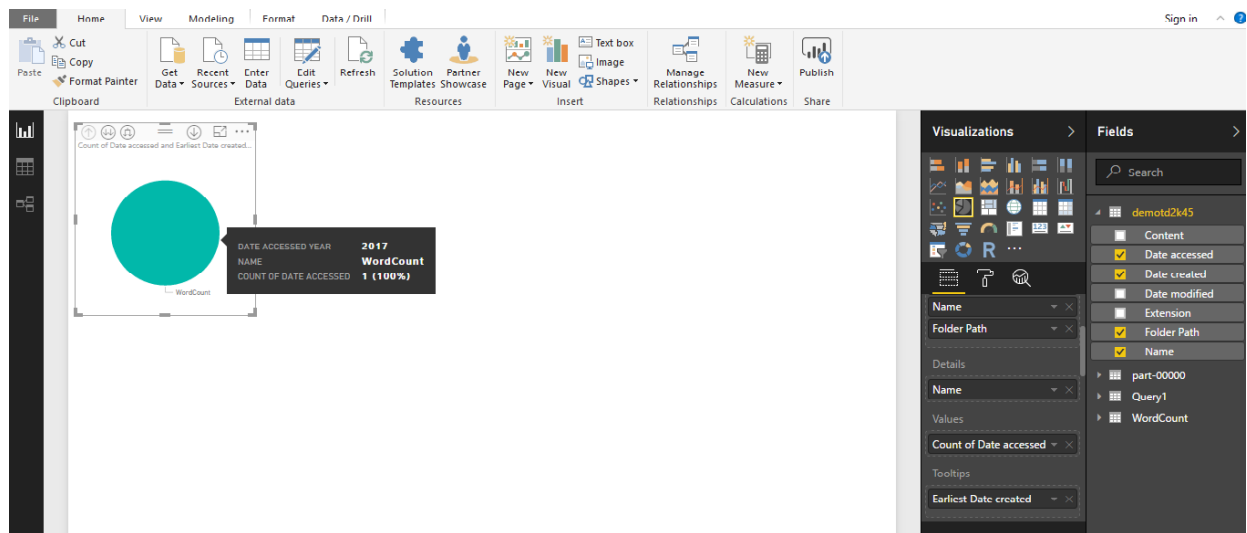 File Home View Modeling Format Data / Drill Sign in
Paste Cut Copy Format Painter
Clipboard
Get Data Recent Sources Enter Data Edit Queries Refresh
External data
Solution Templates Partner Showcase
Resources
New Page New Visual Text box Image Shapes
Insert
Manage Relationships
Relationships
New Measure
Calculations
Publish
Share
Count of Date accessed and Earliest Date created...
DATE ACCESSED YEAR 2017
NAME WordCount
COUNT OF DATE ACCESSED 1 (100%)
WordCount
Visualizations
123
R
Name
Folder Path
Details
Name
Values
Count of Date accessed
Tooltips
Earliest Date created
Fields
Search
demotd2k45
Content
Date accessed
Date created
Date modified
Extension
Folder Path
Name
part-00000
Query1
WordCount